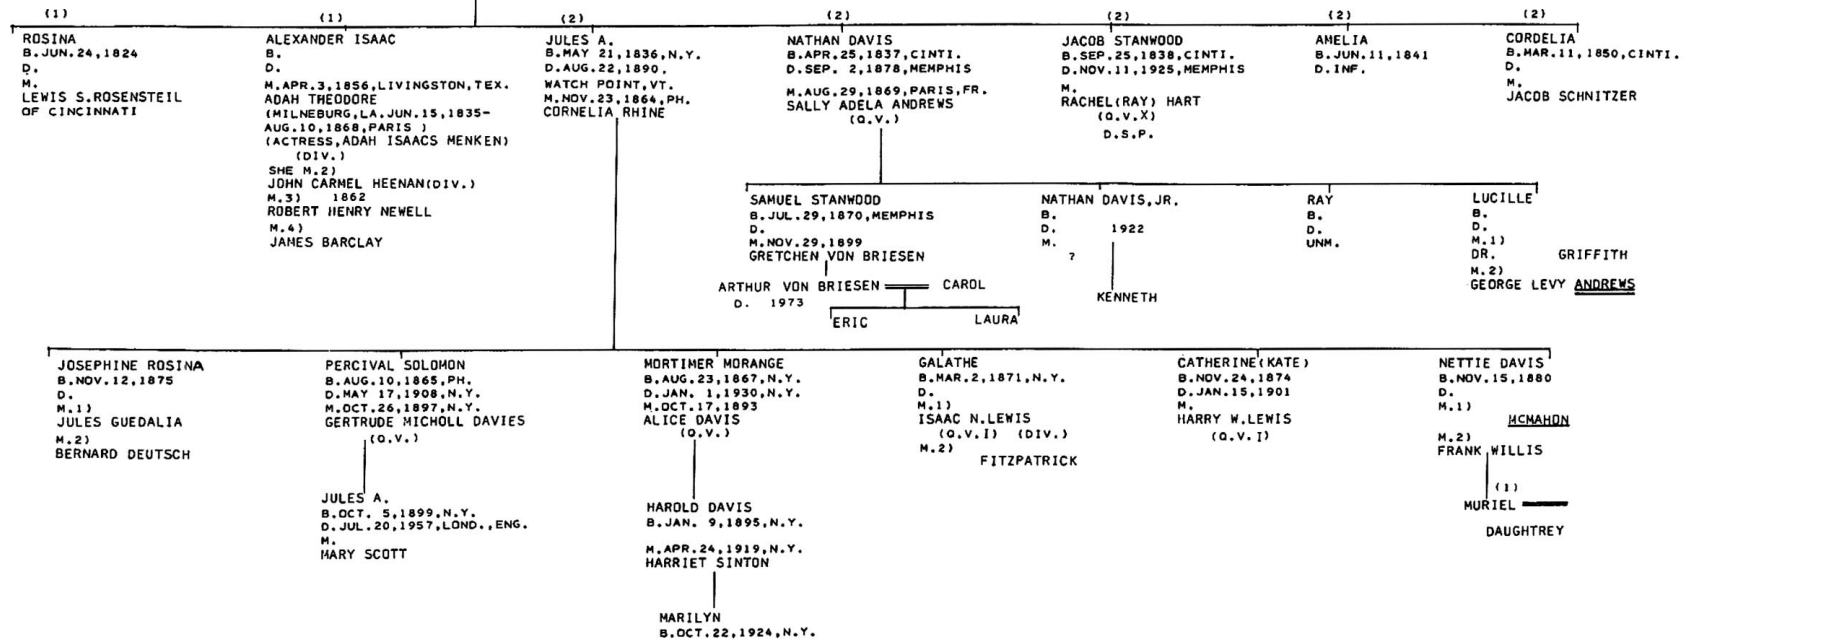 (1)
ROSINA
B.JUN.24,1824
D.
M.
LEWIS S.ROSENSTEIL
OF CINCINNATI
(1)
ALEXANDER ISAAC
B.
D.
M.APR.3,1856,LIVINGSTON,TEX.
ADAH THEODORE
(MILNEBURG,LA.JUN.15,1835-
AUG.10,1868,PARIS )
(ACTRESS,ADAH ISAACS MENKEN)
(DIV.)
SHE M.2)
JOHN CARMEL HEENAN(DIV.)
M.3) 1862
ROBERT HENRY NEWELL
M.4)
JAMES BARCLAY
(2)
JULES A.
B.MAY 21,1836,N.Y.
D.AUG.22,1890,
WATCH POINT,VT.
M.NOV.23,1864,PH.
CORNELIA RHINE
(2)
NATHAN DAVIS
B.APR.25,1837,CINTI.
D.SEP. 2,1878,MEMPHIS
M.AUG.29,1869,PARIS,FR.
SALLY ADELA ANDREWS
(Q.V.)
(2)
JACOB STANWOOD
B.SEP.25,1838,CINTI.
D.NOV.11,1925,MEMPHIS
M.
RACHEL(RAY) HART
(Q.V.X)
D.S.P.
(2)
AMELIA
B.JUN.11,1841
D.INF.
(2)
CORDELIA
B.MAR.11,1850,CINTI.
D.
M.
JACOB SCHNITZER
SAMUEL STANWOOD
B.JUL.29,1870,MEMPHIS
D.
M.NOV.29,1899
GRETCHEN VON BRIESEN
ARTHUR VON BRIESEN CAROL
D. 1973
ERIC LAURA
NATHAN DAVIS,JR.
B.
D. 1922
M.
?
KENNETH
RAY
B.
D.
UNM.
LUCILLE
B.
D.
M.1)
DR. GRIFFITH
M.2)
GEORGE LEVY ANDREWS
JOSEPHINE ROSINA
B.NOV.12,1875
D.
M.1)
JULES GUEDALIA
M.2)
BERNARD DEUTSCH
PERCIVAL SOLOMON
B.AUG.10,1865,PH.
D.MAY 17,1908,N.Y.
M.OCT.26,1897,N.Y.
GERTRUDE MICHOLL DAVIES
(Q.V.)
JULES A.
B.OCT. 5,1899,N.Y.
D.JUL.20,1957,LOND.,ENG.
M.
MARY SCOTT
MORTIMER MORANGE
B.AUG.23,1867,N.Y.
D.JAN. 1,1930,N.Y.
M.OCT.17,1893
ALICE DAVIS
(Q.V.)
HAROLD DAVIS
B.JAN. 9,1895,N.Y.
M.APR.24,1919,N.Y.
HARRIET SINTON
MARILYN
B.OCT.22,1924,N.Y.
GALATHE
B.MAR.2,1871,N.Y.
D.
M.1)
ISAAC N.LEWIS
(Q.V.I) (DIV.)
M.2)
FITZPATRICK
CATHERINE(KATE)
B.NOV.24,1874
D.JAN.15,1901
M.
HARRY W.LEWIS
(Q.V.I)
NETTIE DAVIS
B.NOV.15,1880
D.
M.1)
MCMAHON
M.2)
FRANK WILLIS
(1)
MURIEL
DAUGHTREY